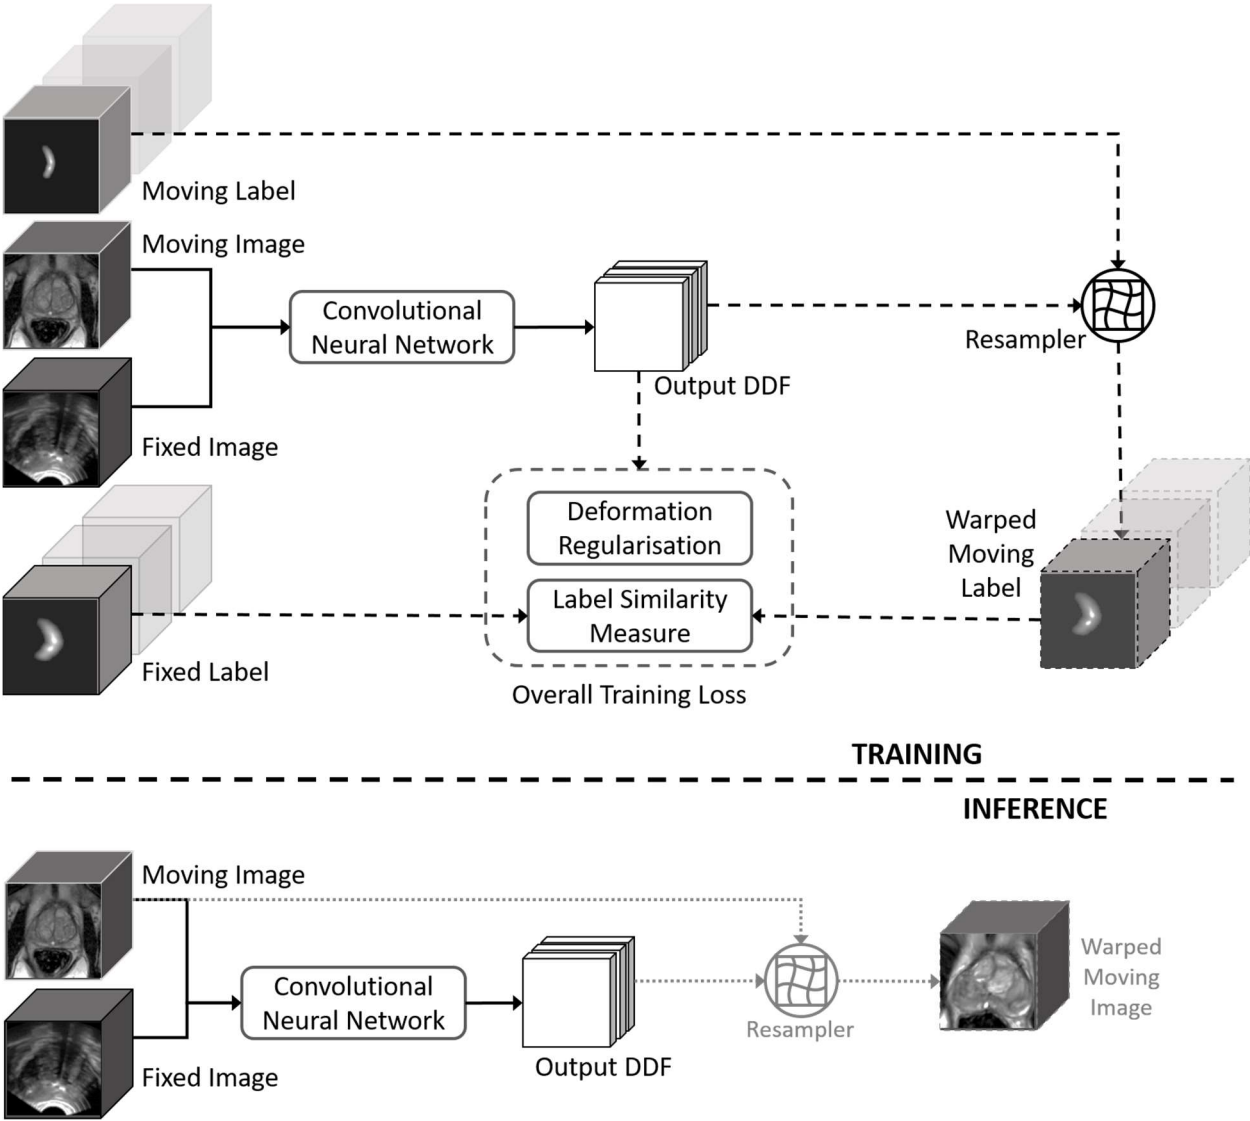 Moving Label
Moving Image
Convolutional
Neural Network
Resampler
Output DDF
Fixed Image
Deformation
Regularisation
Warped
Moving
Label
Label Similarity
Measure
Fixed Label
Overall Training Loss
TRAINING
INFERENCE
Moving Image
Warped
Moving
Image
Convolutional
Neural Network
Resampler
Output DDF
Fixed Image